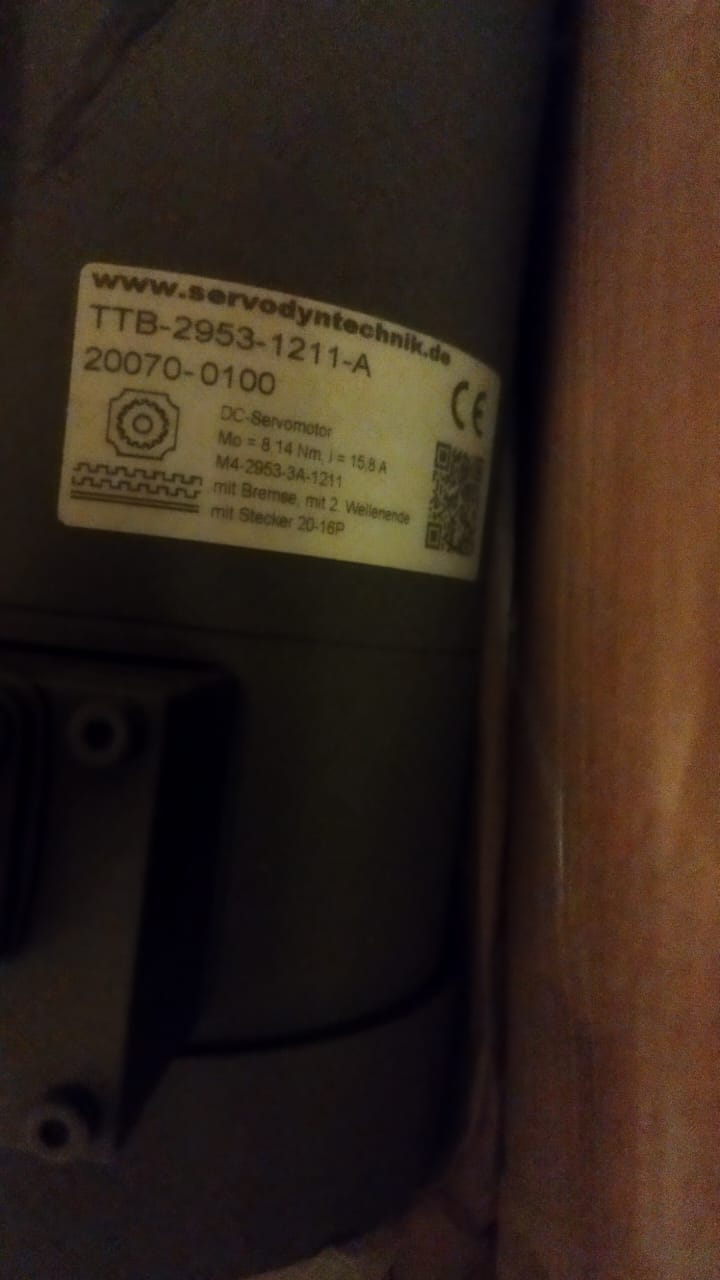 www.servodyntechnik.de
TTB-2953-1211-A
20070-0100
CE
DC-Servomotor
Mo = 8,14 Nm, i = 15,8 A
M4-2953-3A-1211
mit Bremse, mit 2. Wellenende
mit Stecker 20-16P